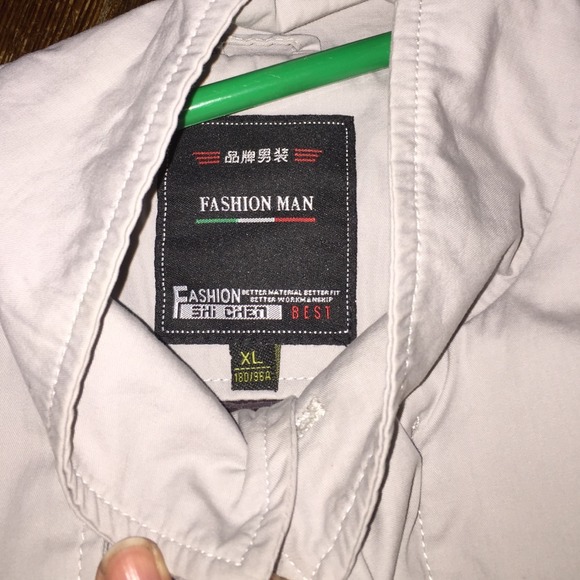 品牌男装
FASHION MAN
FASHION BETTER MATERIAL BETTER FIT
BETTER WORKMANSHIP
SHI CHEN BEST
XL
180/96A